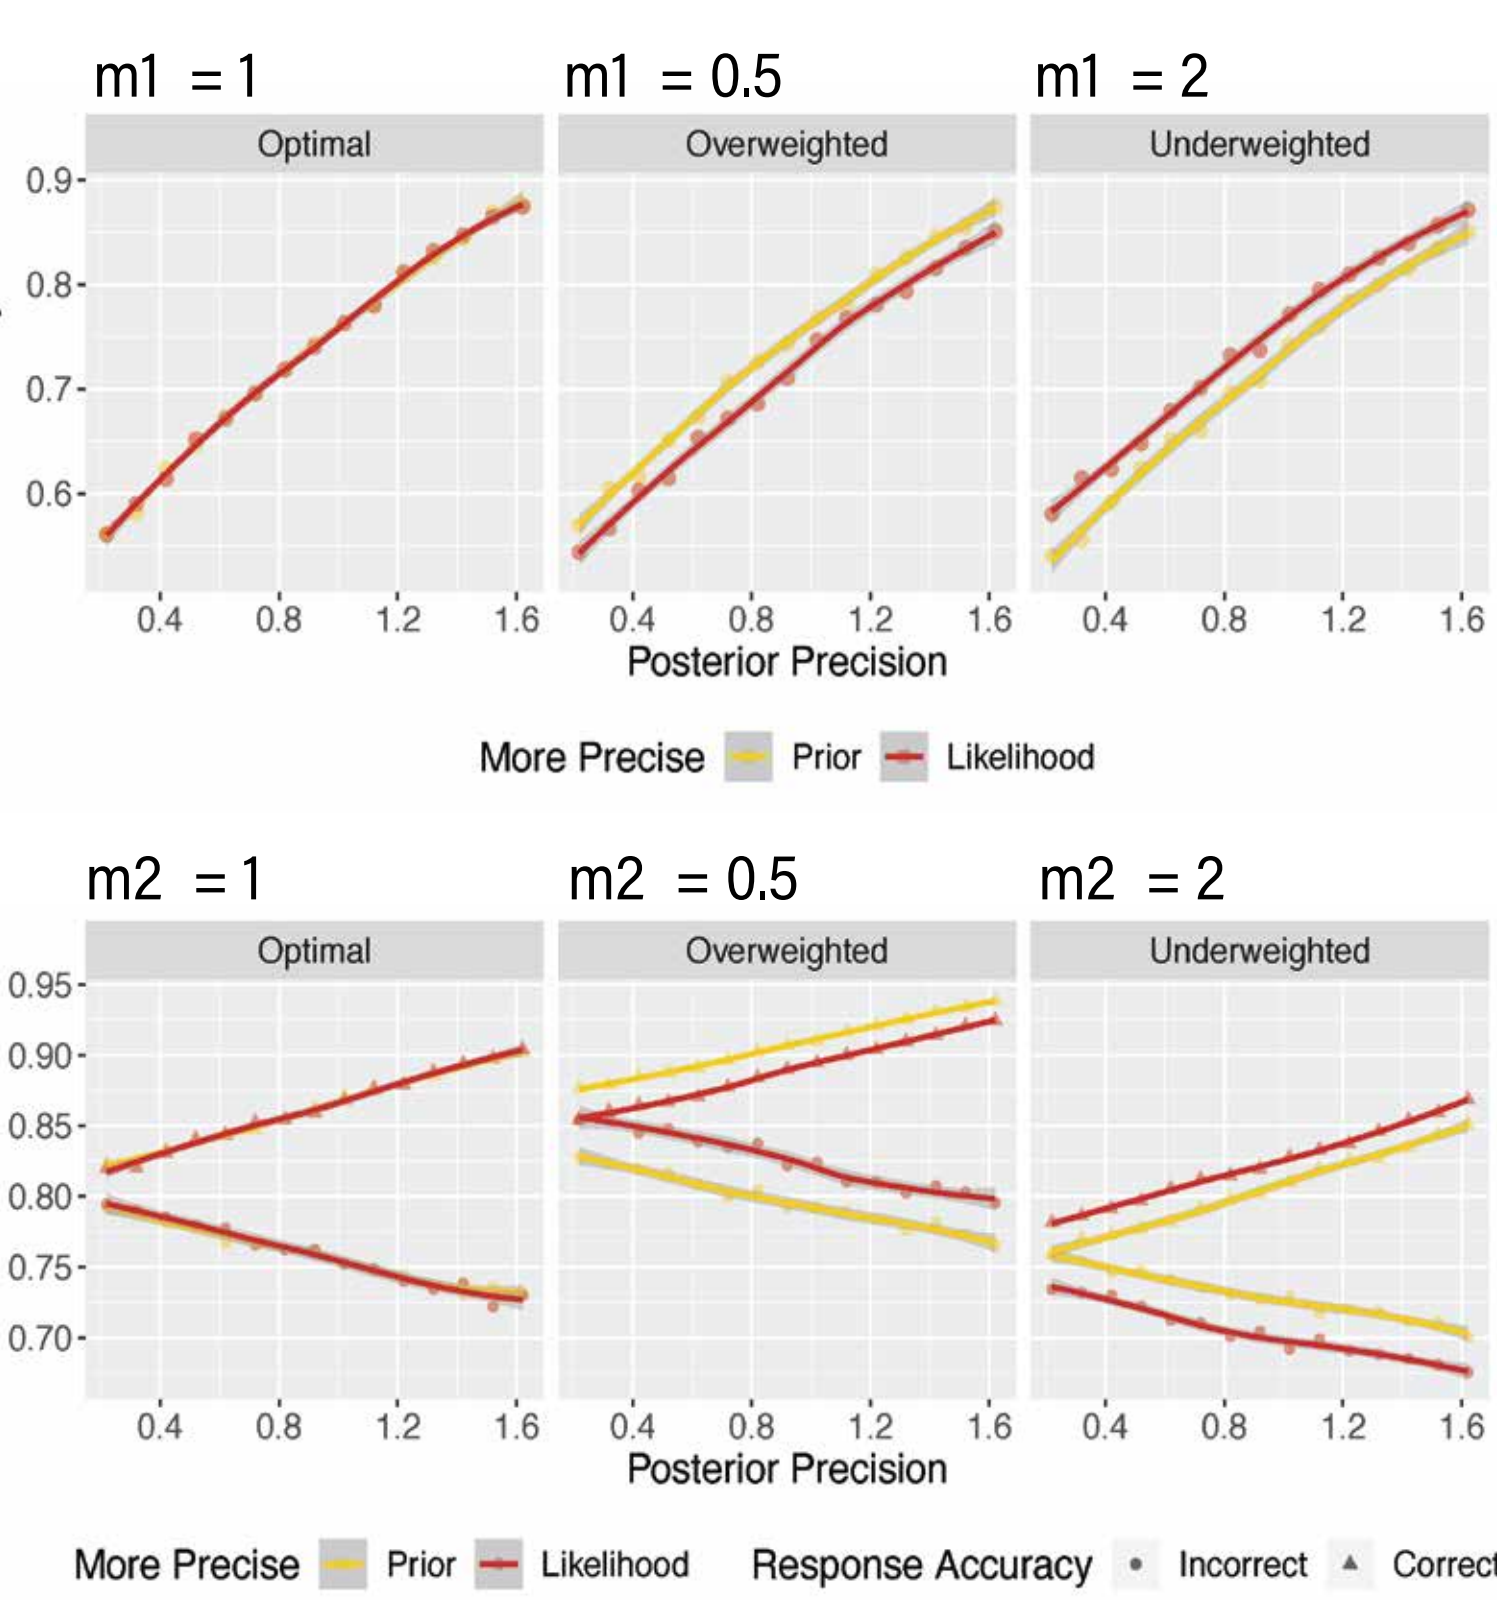 m1 = 1
m1 = 0.5
m1 = 2
Optimal
Overweighted
Underweighted
0.9
0.8
0.7
0.6
0.4 0.8 1.2 1.6
0.4 0.8 1.2 1.6
0.4 0.8 1.2 1.6
Posterior Precision
More Precise Prior Likelihood
m2 = 1
m2 = 0.5
m2 = 2
Optimal
Overweighted
Underweighted
0.95
0.90
0.85
0.80
0.75
0.70
0.4 0.8 1.2 1.6
0.4 0.8 1.2 1.6
0.4 0.8 1.2 1.6
Posterior Precision
More Precise Prior Likelihood Response Accuracy Incorrect Correct